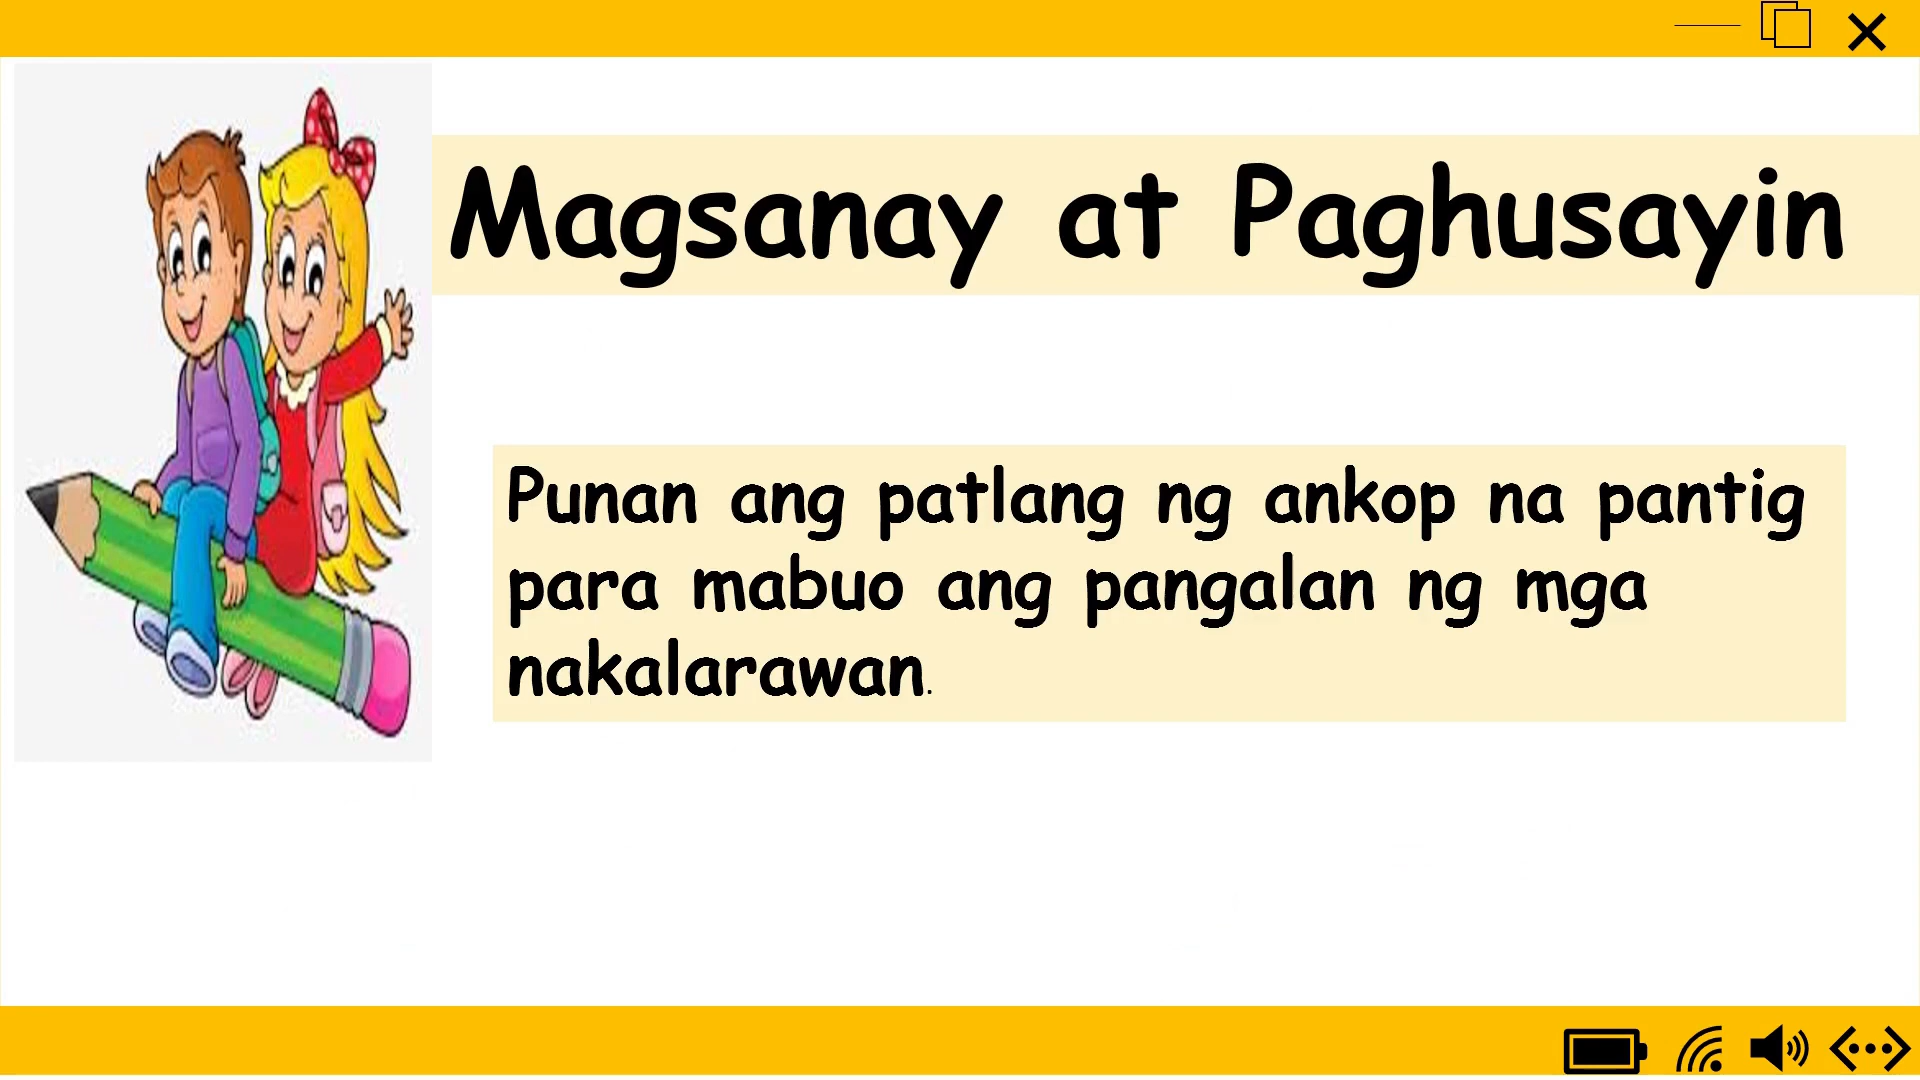 Magsanay at Paghusayin
Punan ang patlang ng ankop na pantig
para mabuo ang pangalan ng mga
nakalarawan.